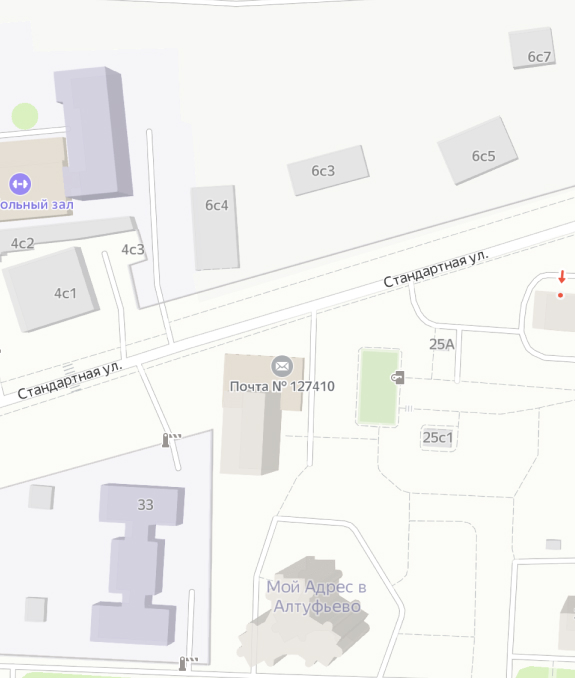 6с7
6с5
6с3
6с4
ольный зал
4с2
4с3
4с1
Стандартная ул.
25А
Стандартная ул.
Почта № 127410
25с1
33
Мой Адрес в
Алтуфьево